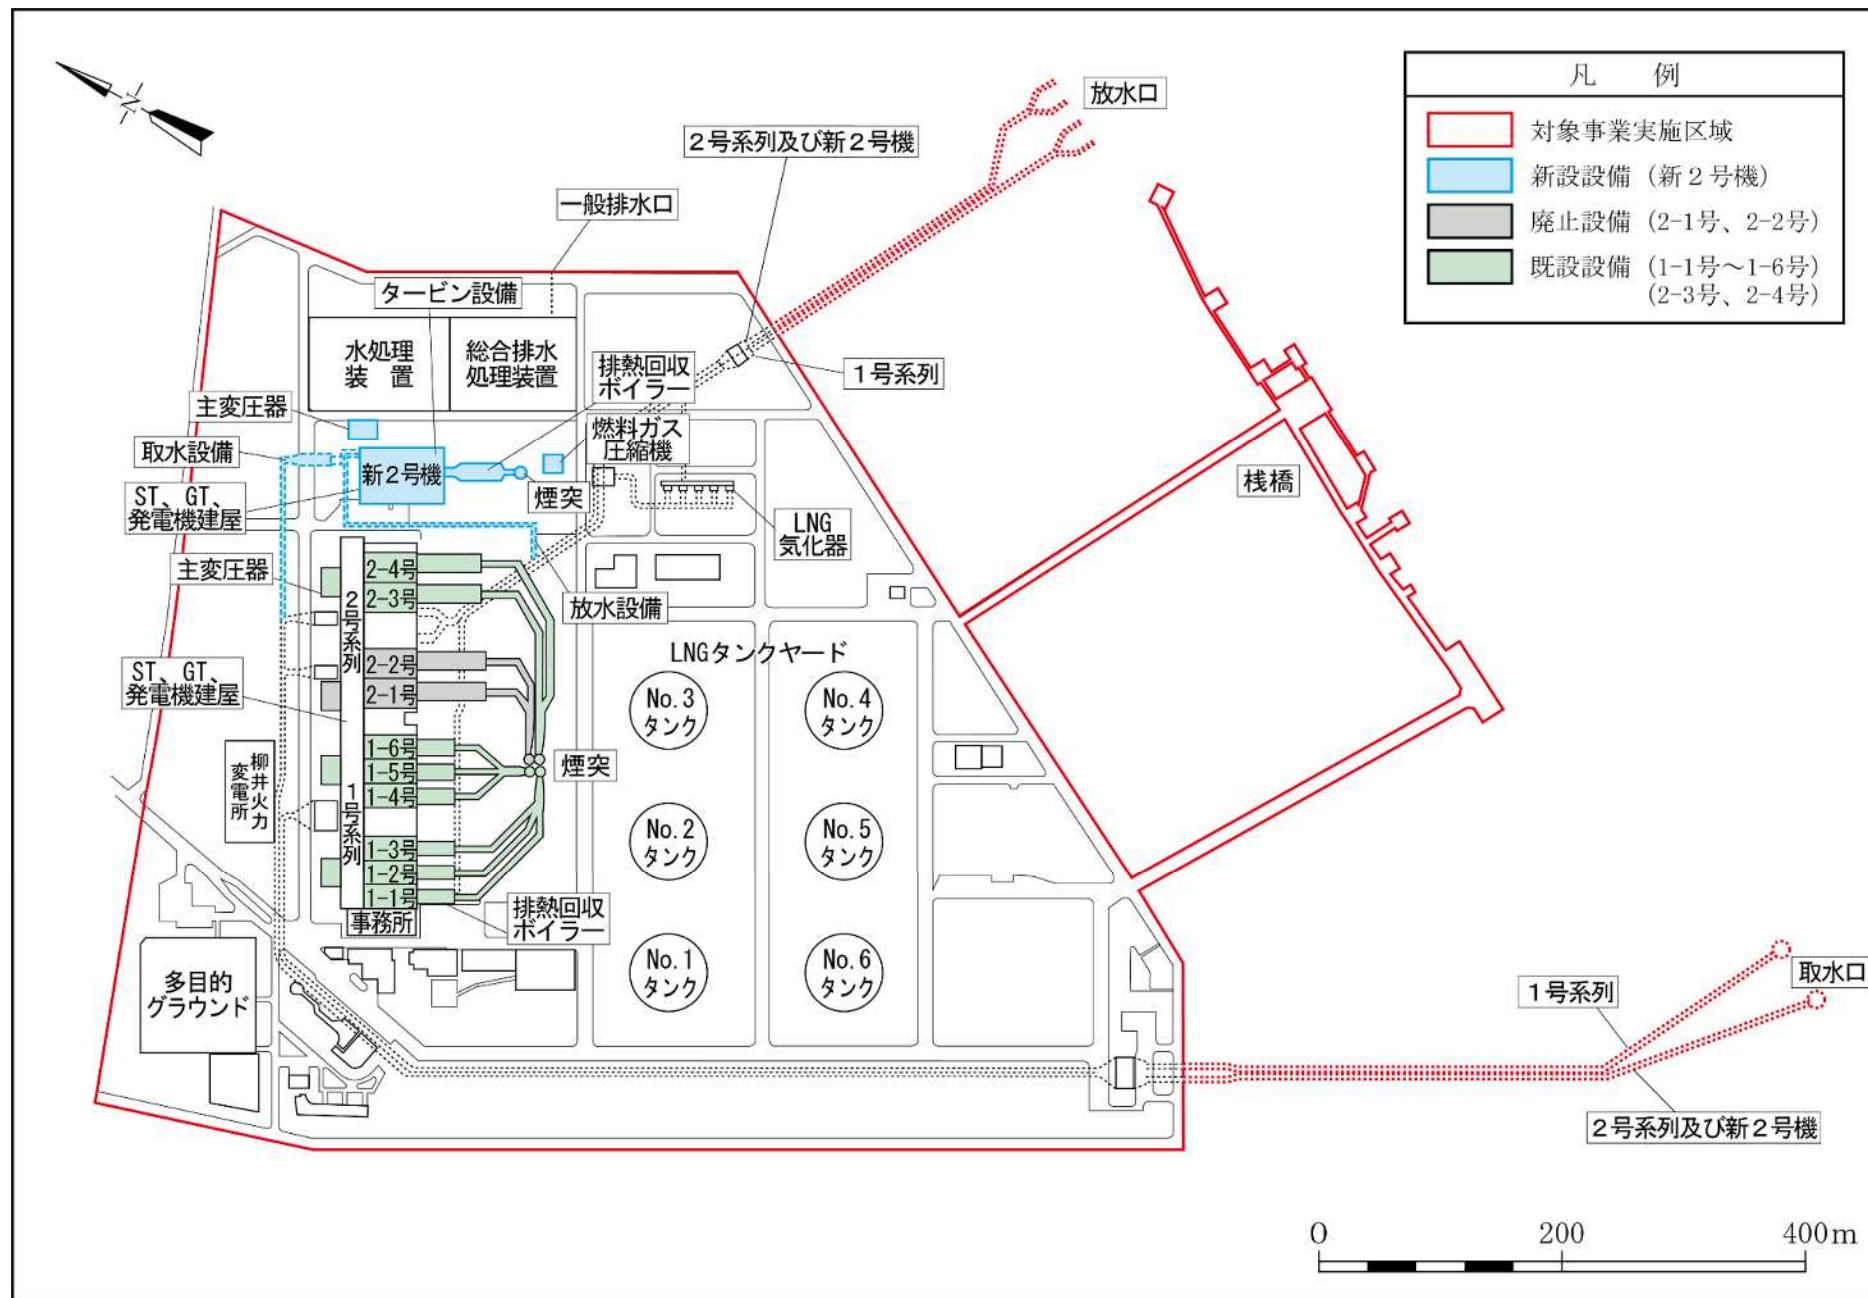 凡 例
対象事業実施区域
新設設備（新２号機）
廃止設備（2-1号、2-2号）
既設設備（1-1号～1-6号）
（2-3号、2-4号）
N
放水口
２号系列及び新２号機
一般排水口
タービン設備
水処理
装 置
総合排水
処理装置
排熱回収
ボイラー
１号系列
主変圧器
燃料ガス
圧縮機
取水設備
新２号機
煙突
ST、GT、
発電機建屋
LNG
気化器
桟橋
主変圧器
2-4号
2-3号
放水設備
２号系列
2-2号
2-1号
ST、GT、
発電機建屋
LNGタンクヤード
No.3
タンク
No.4
タンク
1-6号
1-5号
1-4号
煙突
柳井火力
変電所
１号系列
1-3号
1-2号
1-1号
No.2
タンク
No.5
タンク
事務所
排熱回収
ボイラー
多目的
グラウンド
No.1
タンク
No.6
タンク
取水口
１号系列
２号系列及び新２号機
0 200 400m